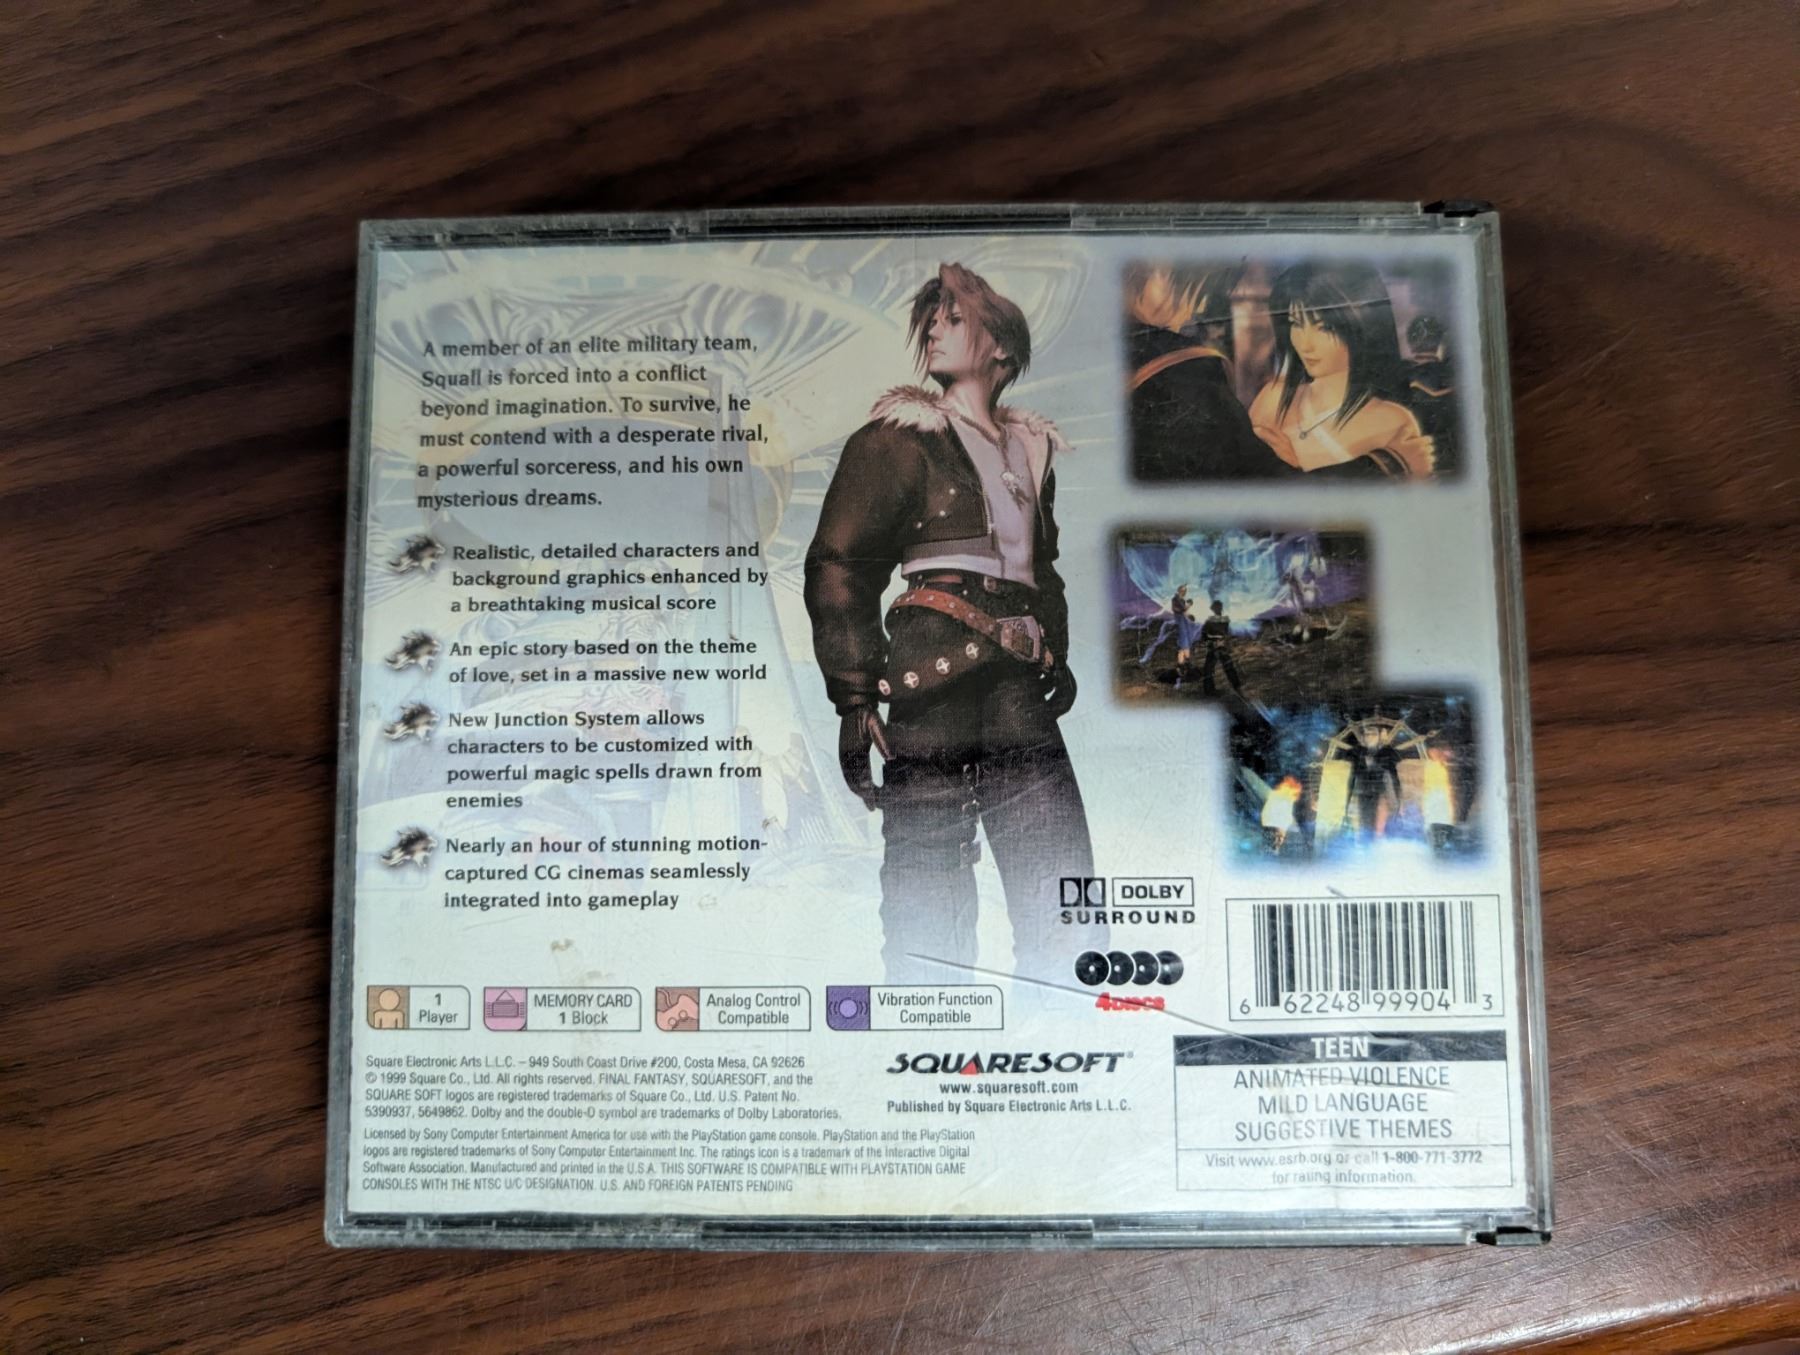 A member of an elite military team,
Squall is forced into a conflict
beyond imagination. To survive, he
must contend with a desperate rival,
a powerful sorceress, and his own
mysterious dreams.
Realistic, detailed characters and
background graphics enhanced by
a breathtaking musical score
An epic story based on the theme
of love, set in a massive new world
New Junction System allows
characters to be customized with
powerful magic spells drawn from
enemies
Nearly an hour of stunning motion-
captured CG cinemas seamlessly
integrated into gameplay
DOLBY
SURROUND
4 DISCS
6 62248 99904 3
1
Player
MEMORY CARD
1 Block
Analog Control
Compatible
Vibration Function
Compatible
Square Electronic Arts L.L.C. – 949 South Coast Drive #200, Costa Mesa, CA 92626
© 1999 Square Co., Ltd. All rights reserved. FINAL FANTASY, SQUARESOFT, and the
SQUARE SOFT logos are registered trademarks of Square Co., Ltd. U.S. Patent No.
5390937, 5649862. Dolby and the double-D symbol are trademarks of Dolby Laboratories.
Licensed by Sony Computer Entertainment America for use with the PlayStation game console. PlayStation and the PlayStation
logos are registered trademarks of Sony Computer Entertainment Inc. The ratings icon is a trademark of the Interactive Digital
Software Association. Manufactured and printed in the U.S.A. THIS SOFTWARE IS COMPATIBLE WITH PLAYSTATION GAME
CONSOLES WITH THE NTSC U/C DESIGNATION. U.S. AND FOREIGN PATENTS PENDING
SQUARESOFT®
www.squaresoft.com
Published by Square Electronic Arts L.L.C.
TEEN
ANIMATED VIOLENCE
MILD LANGUAGE
SUGGESTIVE THEMES
Visit www.esrb.org or call 1-800-771-3772
for rating information.